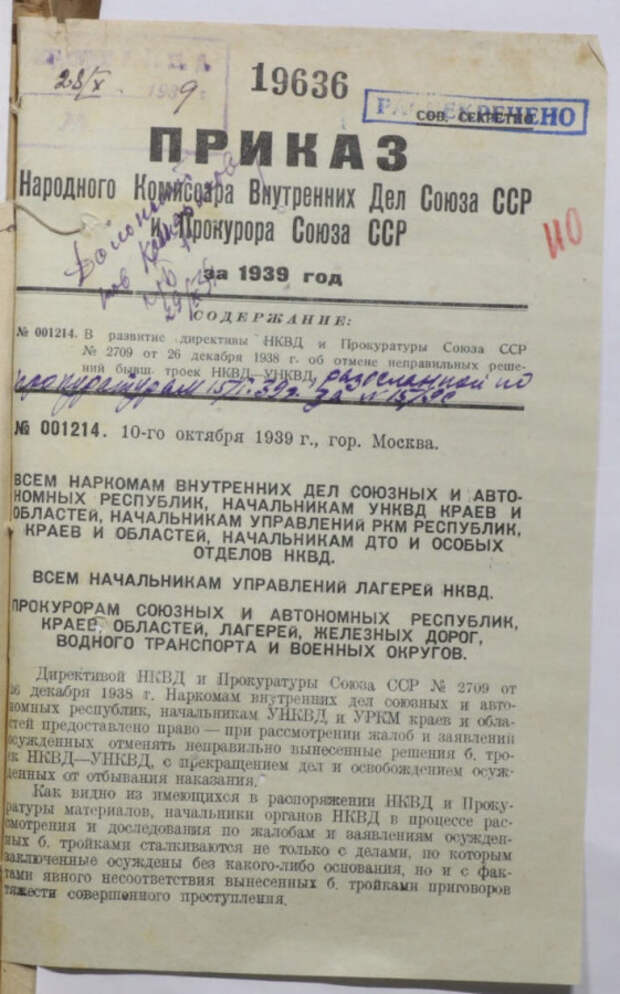 28/X 1939 г.
19636
РАССЕКРЕЧЕНО
СОВ. СЕКРЕТНО
ПРИКАЗ
Народного Комиссара Внутренних Дел Союза ССР
и Прокурора Союза ССР
за 1939 год
110
СОДЕРЖАНИЕ:
№ 001214. В развитие директивы НКВД и Прокуратуры Союза ССР
№ 2709 от 26 декабря 1938 г. об отмене неправильных реше-
ний бывш. троек НКВД—УНКВД, разосланной по
прокуратурам
№ 001214. 10-го октября 1939 г., гор. Москва.
ВСЕМ НАРКОМАМ ВНУТРЕННИХ ДЕЛ СОЮЗНЫХ И АВТО-
НОМНЫХ РЕСПУБЛИК, НАЧАЛЬНИКАМ УНКВД КРАЕВ И
ОБЛАСТЕЙ, НАЧАЛЬНИКАМ УПРАВЛЕНИЙ РКМ РЕСПУБЛИК,
КРАЕВ И ОБЛАСТЕЙ, НАЧАЛЬНИКАМ ДТО И ОСОБЫХ
ОТДЕЛОВ НКВД.
ВСЕМ НАЧАЛЬНИКАМ УПРАВЛЕНИЙ ЛАГЕРЕЙ НКВД.
ПРОКУРОРАМ СОЮЗНЫХ И АВТОНОМНЫХ РЕСПУБЛИК,
КРАЕВ, ОБЛАСТЕЙ, ЛАГЕРЕЙ, ЖЕЛЕЗНЫХ ДОРОГ,
ВОДНОГО ТРАНСПОРТА И ВОЕННЫХ ОКРУГОВ.
Директивой НКВД и Прокуратуры Союза ССР № 2709 от
26 декабря 1938 г. Наркомам внутренних дел союзных и авто-
номных республик, начальникам УНКВД и УРКМ краев и обла-
стей предоставлено право — при рассмотрении жалоб и заявлений
осужденных отменять неправильно вынесенные решения б. тро-
ек НКВД—УНКВД, с прекращением дел и освобождением осуж-
денных от отбывания наказания.
Как видно из имеющихся в распоряжении НКВД и Проку-
ратуры материалов, начальники органов НКВД в процессе рас-
смотрения и доследования по жалобам и заявлениям осужден-
ных б. тройками сталкиваются не только с делами, по которым
заключенные осуждены без какого-либо основания, но и с фак-
тами явного несоответствия вынесенных б. тройками приговоров
тяжести совершенного преступления.